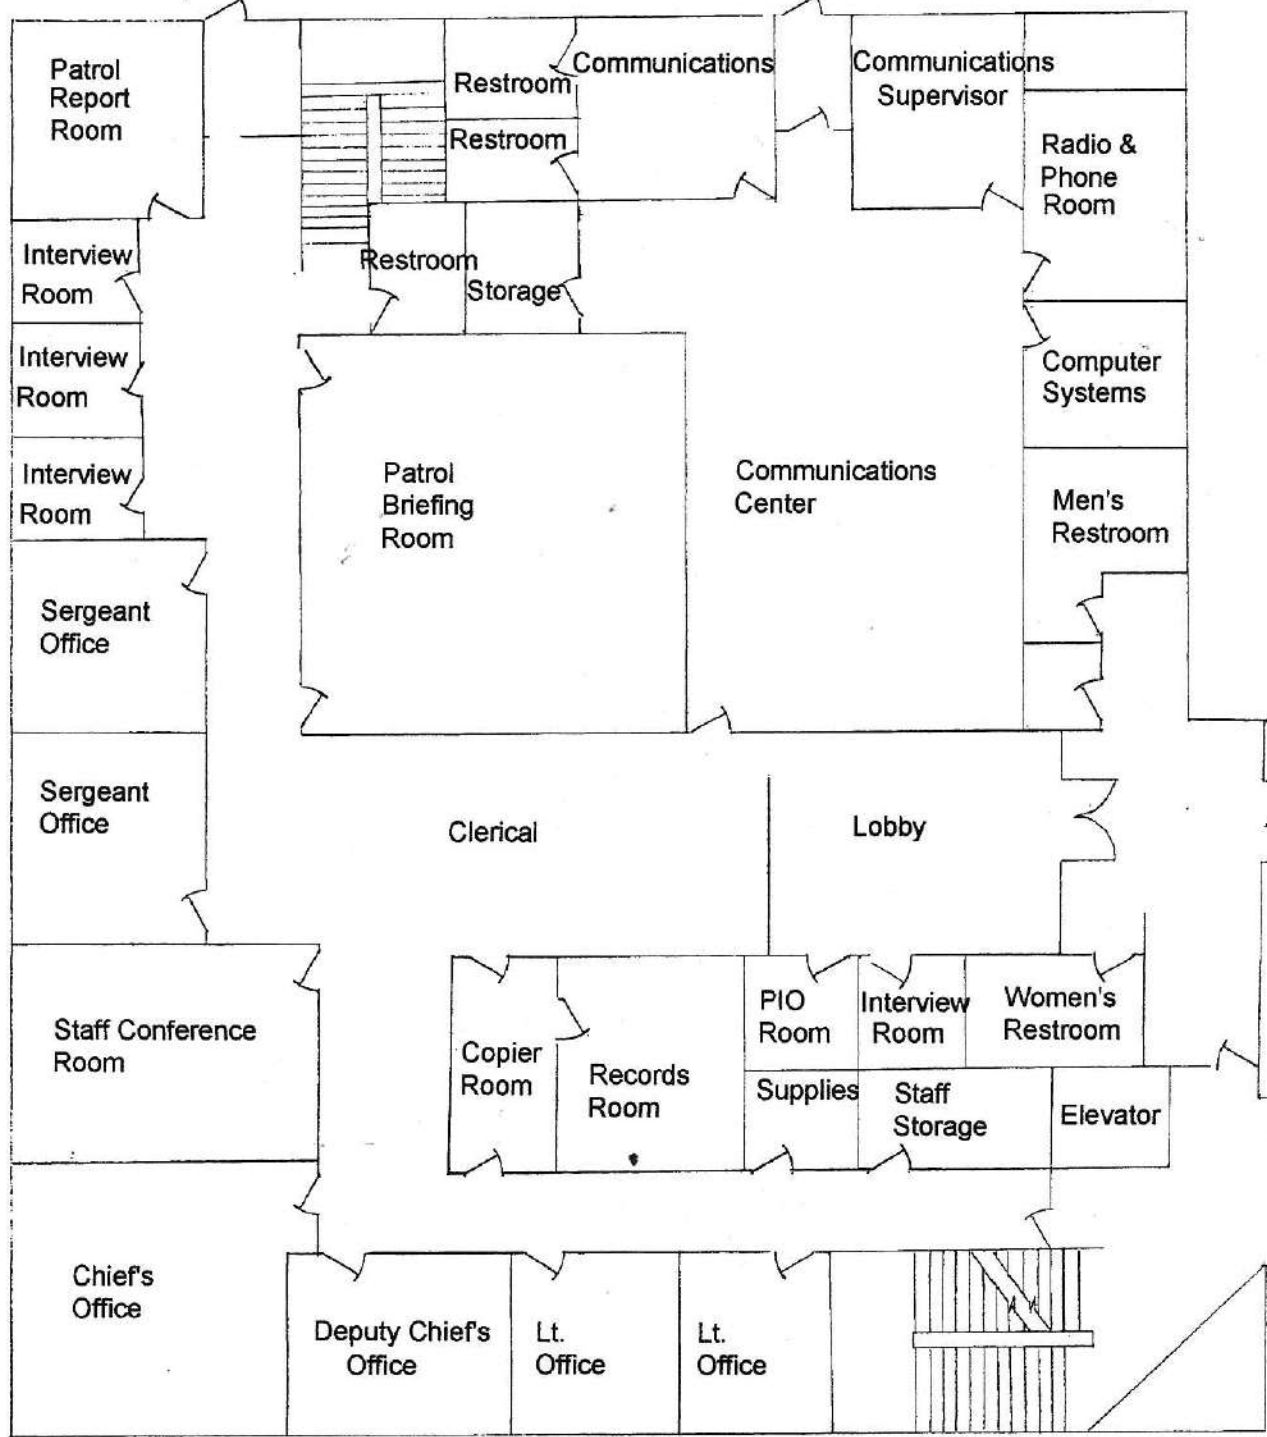 Patrol
Report
Room
Restroom
Restroom
Communications
Communications
Supervisor
Radio &
Phone
Room
Interview
Room
Restroom
Storage
Interview
Room
Computer
Systems
Interview
Room
Patrol
Briefing
Room
Communications
Center
Men's
Restroom
Sergeant
Office
Sergeant
Office
Clerical
Lobby
Staff Conference
Room
Copier
Room
Records
Room
PIO
Room
Interview
Room
Women's
Restroom
Supplies
Staff
Storage
Elevator
Chief's
Office
Deputy Chief's
Office
Lt.
Office
Lt.
Office